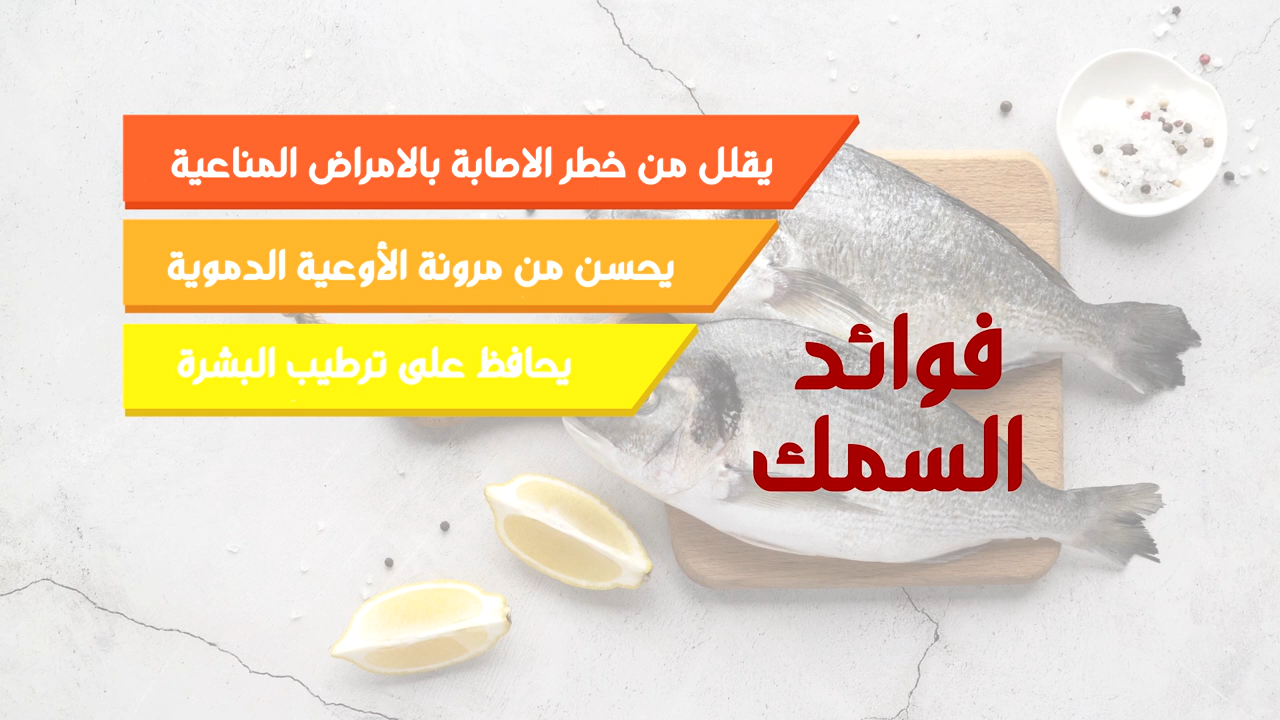 يقلل من خطر الاصابة بالامراض المناعية
يحسن من مرونة الأوعية الدموية
يحافظ على ترطيب البشرة
فوائد
السمك